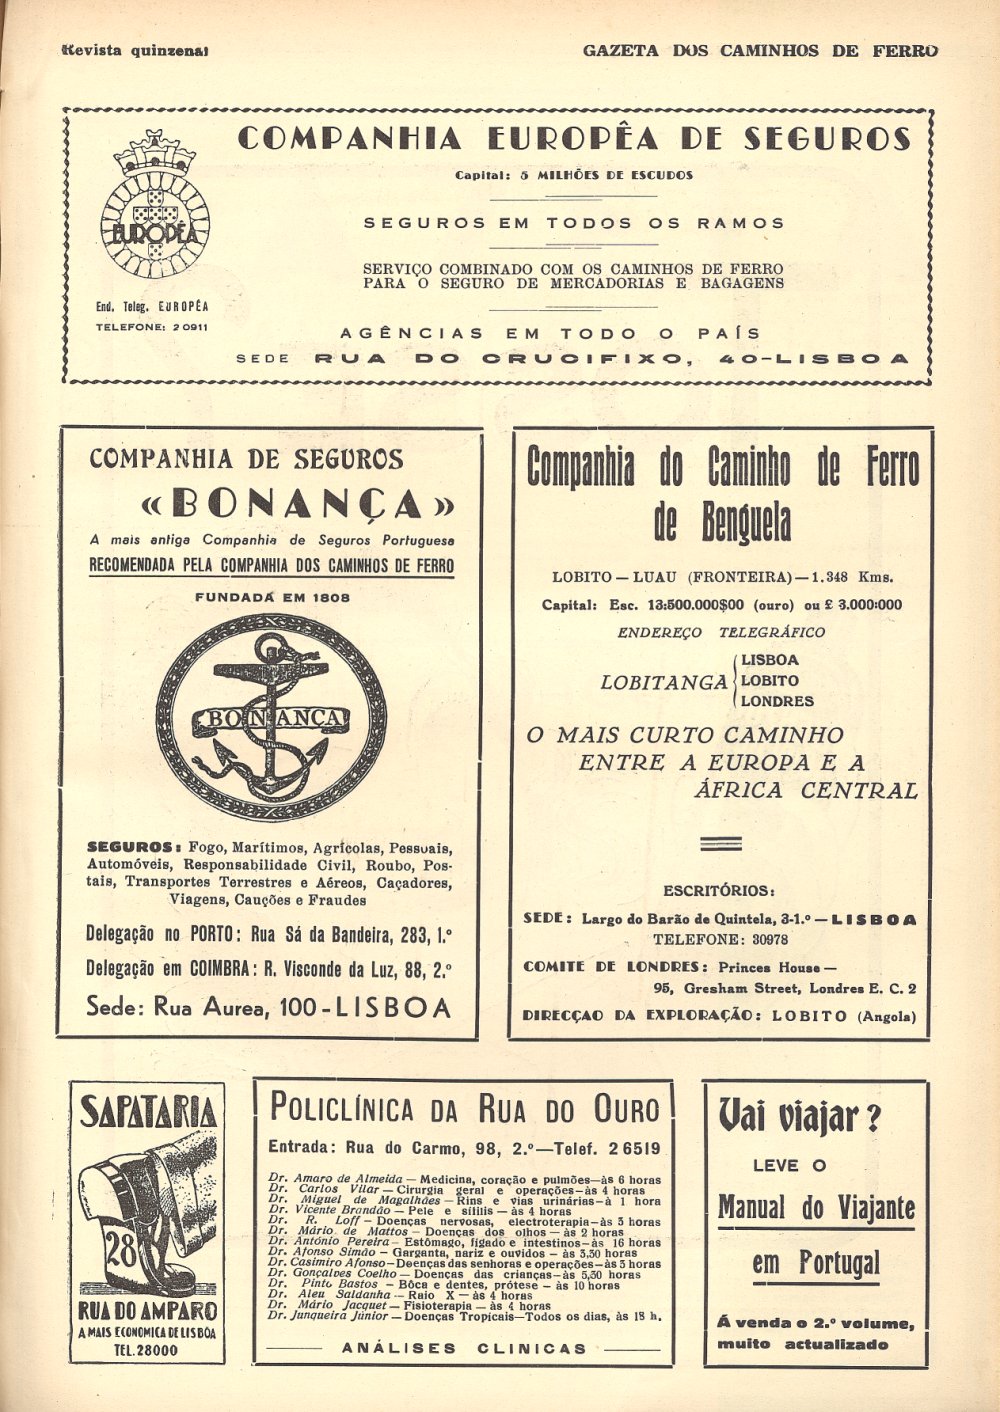 Revista quinzenal
GAZETA DOS CAMINHOS DE FERRO
COMPANHIA EUROPÊA DE SEGUROS
Capital: 5 MILHÕES DE ESCUDOS
SEGUROS EM TODOS OS RAMOS
SERVIÇO COMBINADO COM OS CAMINHOS DE FERRO
PARA O SEGURO DE MERCADORIAS E BAGAGENS
AGÊNCIAS EM TODO O PAÍS
SEDE RUA DO CRUCIFIXO, 40-LISBOA
EUROPÊA
End. Teleg. EUROPÊA
TELEFONE: 2 0911
COMPANHIA DE SEGUROS
«BONANÇA»
A mais antiga Companhia de Seguros Portuguesa
RECOMENDADA PELA COMPANHIA DOS CAMINHOS DE FERRO
FUNDADA EM 1808
BONANÇA
SEGUROS: Fogo, Marítimos, Agrícolas, Pessoais,
Automóveis, Responsabilidade Civil, Roubo, Pos-
tais, Transportes Terrestres e Aéreos, Caçadores,
Viagens, Cauções e Fraudes
Delegação no PORTO: Rua Sá da Bandeira, 283, 1.º
Delegação em COIMBRA: R. Visconde da Luz, 88, 2.º
Sede: Rua Aurea, 100 - LISBOA
Companhia do Caminho de Ferro
de Benguela
LOBITO — LUAU (FRONTEIRA) — 1.348 Kms.
Capital: Esc. 13:500.000$00 (ouro) ou £ 3.000:000
ENDEREÇO TELEGRÁFICO
LOBITANGA
LISBOA
LOBITO
LONDRES
O MAIS CURTO CAMINHO
ENTRE A EUROPA E A
ÁFRICA CENTRAL
ESCRITÓRIOS:
SEDE: Largo do Barão de Quintela, 3-1.º — LISBOA
TELEFONE: 30978
COMITE DE LONDRES: Princes House —
95, Gresham Street, Londres E. C. 2
DIRECÇAO DA EXPLORAÇÃO: LOBITO (Angola)
SAPATARIA
28
RUA DO AMPARO
A MAIS ECONOMICA DE LISBOA
TEL. 28000
POLICLÍNICA DA RUA DO OURO
Entrada: Rua do Carmo, 98, 2.º — Telef. 2 6519
Dr. Amaro de Almeida — Medicina, coração e pulmões — às 6 horas
Dr. Carlos Vilar — Cirurgia geral e operações — às 4 horas
Dr. Miguel de Magalhães — Rins e vias urinárias — à 1 hora
Dr. Vicente Brandão — Pele e sífilis — às 4 horas
Dr. R. Loff — Doenças nervosas, electroterapia — às 3 horas
Dr. Mário de Mattos — Doenças dos olhos — às 2 horas
Dr. António Pereira — Estômago, fígado e intestinos — às 16 horas
Dr. Afonso Simão — Garganta, nariz e ouvidos — às 3,30 horas
Dr. Casimiro Afonso — Doenças das senhoras e operações — às 3 horas
Dr. Gonçalves Coelho — Doenças das crianças — às 5,30 horas
Dr. Pinto Bastos — Bôca e dentes, prótese — às 10 horas
Dr. Aleu Saldanha — Raio X — às 4 horas
Dr. Mário Jacquet — Fisioterapia — às 4 horas
Dr. Junqueira Júnior — Doenças Tropicais — Todos os dias, às 18 h.
ANÁLISES CLINICAS
Vai viajar?
LEVE O
Manual do Viajante
em Portugal
Á venda o 2.º volume,
muito actualizado